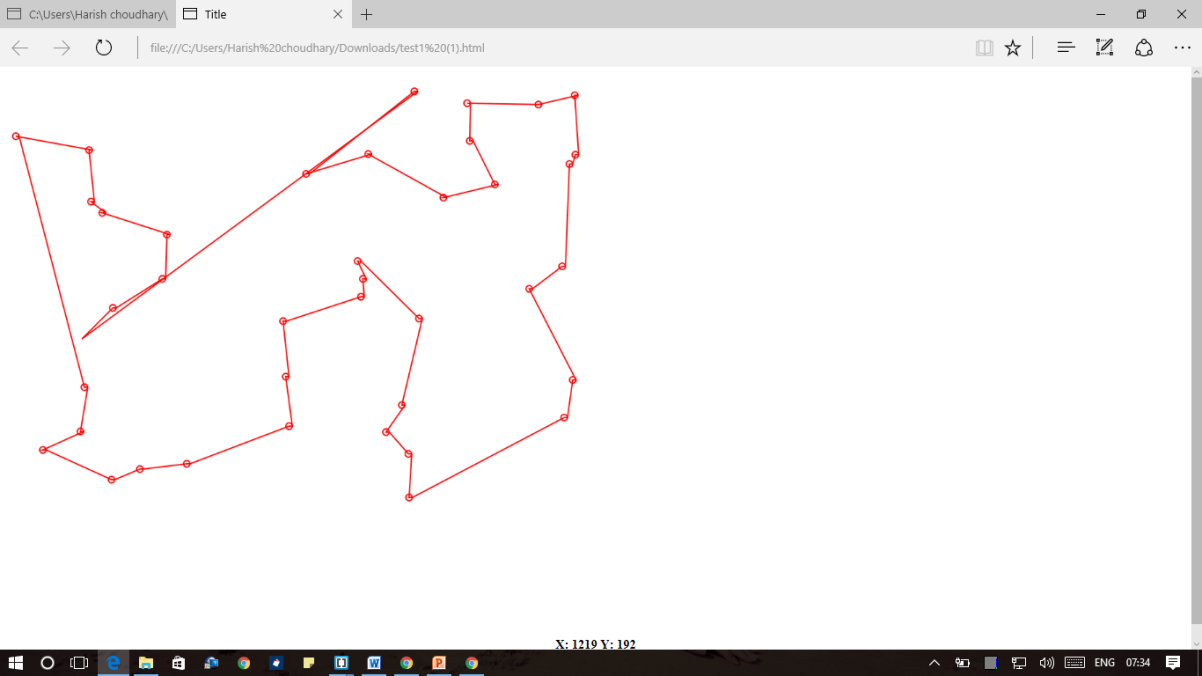 C:\Users\Harish choudhary\
Title
file:///C:/Users/Harish%20choudhary/Downloads/test1%20(1).html
X: 1219 Y: 192
ENG
07:34